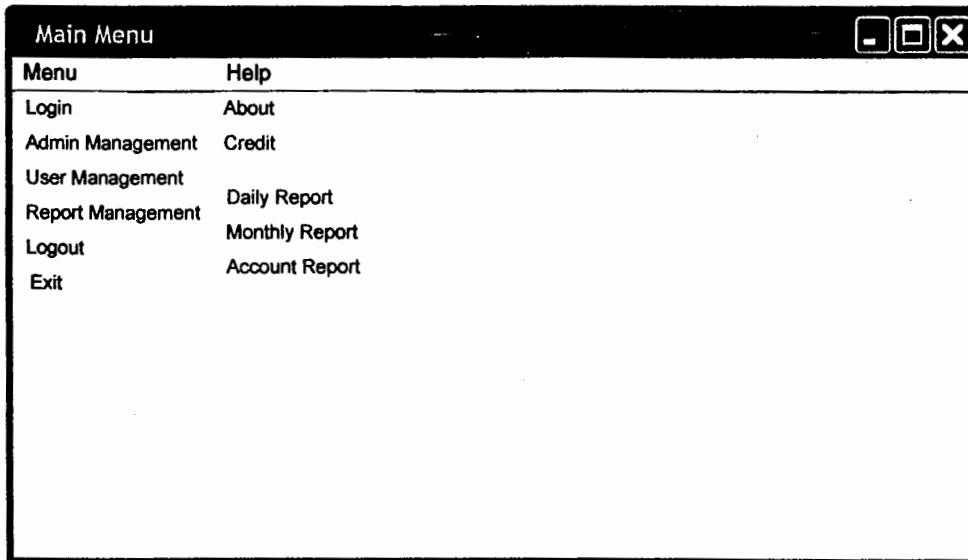 Main Menu
Menu Help
Login About
Admin Management Credit
User Management
Daily Report
Report Management
Monthly Report
Logout
Account Report
Exit